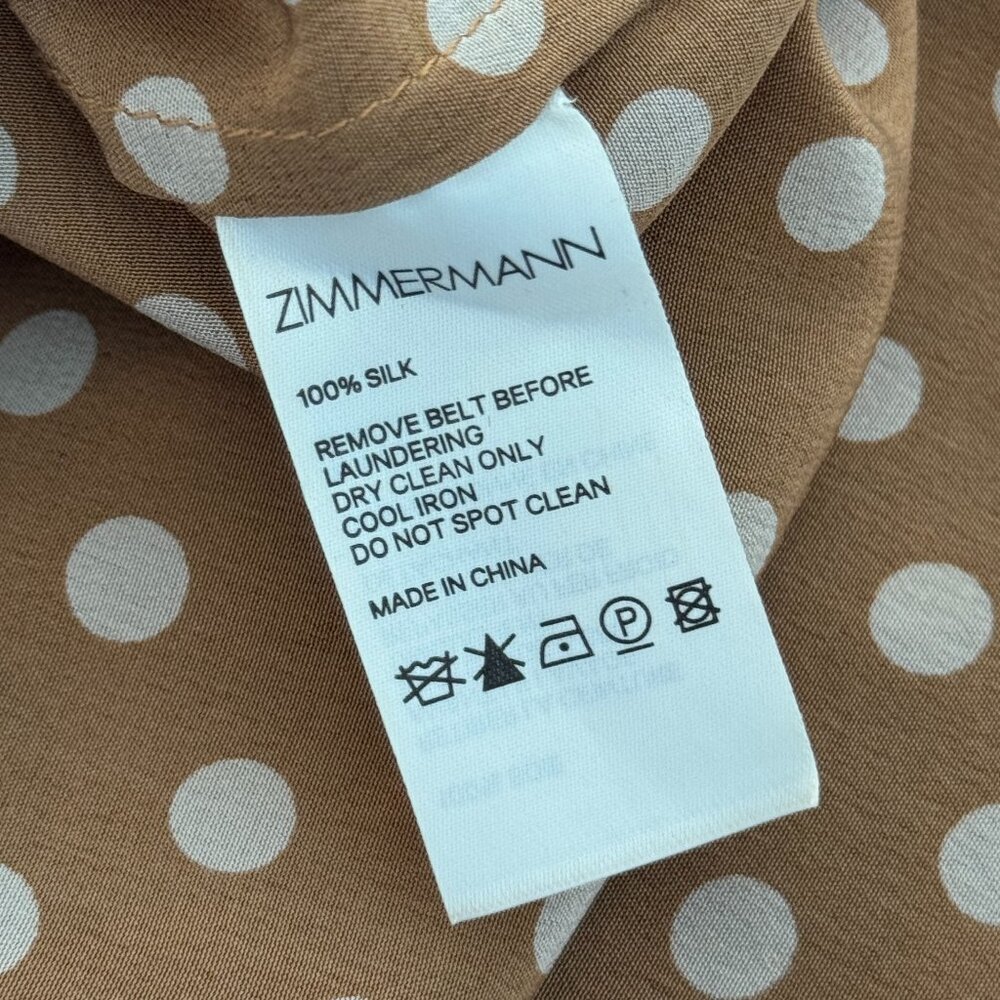 ZIMMERMANN
100% SILK
REMOVE BELT BEFORE
LAUNDERING
DRY CLEAN ONLY
COOL IRON
DO NOT SPOT CLEAN
MADE IN CHINA
P